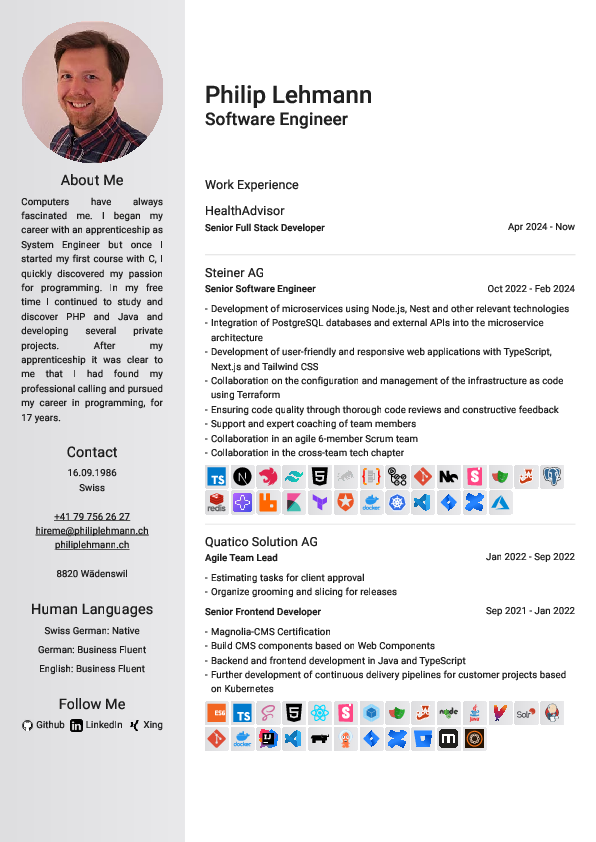 Philip Lehmann
Software Engineer
About Me
Computers have always
fascinated me. I began my
career with an apprenticeship as
System Engineer but once I
started my first course with C, I
quickly discovered my passion
for programming. In my free
time I continued to study and
discover PHP and Java and
developing several private
projects. After my
apprenticeship it was clear to
me that I had found my
professional calling and pursued
my career in programming, for
17 years.
Contact
16.09.1986
Swiss
+41 79 756 26 27
hireme@philiplehmann.ch
philiplehmann.ch
8820 Wädenswil
Human Languages
Swiss German: Native
German: Business Fluent
English: Business Fluent
Follow Me
Github LinkedIn Xing
Work Experience
HealthAdvisor
Senior Full Stack Developer Apr 2024 - Now
Steiner AG
Senior Software Engineer Oct 2022 - Feb 2024
- Development of microservices using Node.js, Nest and other relevant technologies
- Integration of PostgreSQL databases and external APIs into the microservice
architecture
- Development of user-friendly and responsive web applications with TypeScript,
Next.js and Tailwind CSS
- Collaboration on the configuration and management of the infrastructure as code
using Terraform
- Ensuring code quality through thorough code reviews and constructive feedback
- Support and expert coaching of team members
- Collaboration in an agile 6-member Scrum team
- Collaboration in the cross-team tech chapter
TS
redis docker
Quatico Solution AG
Agile Team Lead Jan 2022 - Sep 2022
- Estimating tasks for client approval
- Organize grooming and slicing for releases
Senior Frontend Developer Sep 2021 - Jan 2022
- Magnolia-CMS Certification
- Build CMS components based on Web Components
- Backend and frontend development in Java and TypeScript
- Further development of continuous delivery pipelines for customer projects based
on Kubernetes
ES6 TS node Java Solr
docker IJ m